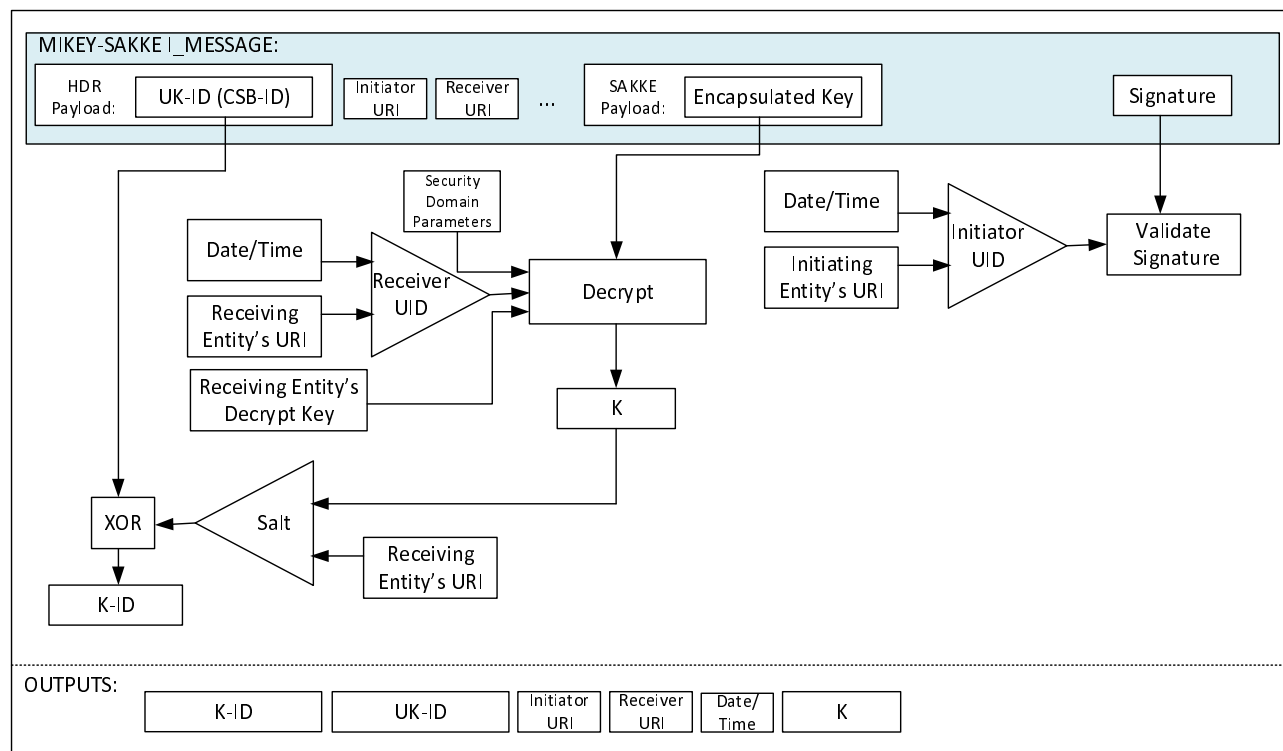 MIKEY-SAKKE I_MESSAGE:
HDR
Payload:
UK-ID (CSB-ID)
Initiator
URI
Receiver
URI
...
SAKKE
Payload:
Encapsulated Key
Signature
Security
Domain
Parameters
Date/Time
Receiving
Entity's URI
Receiver
UID
Receiving Entity's
Decrypt Key
Decrypt
K
Date/Time
Initiating
Entity's URI
Initiator
UID
Validate
Signature
XOR
Salt
Receiving
Entity's URI
K-ID
OUTPUTS:
K-ID
UK-ID
Initiator
URI
Receiver
URI
Date/
Time
K